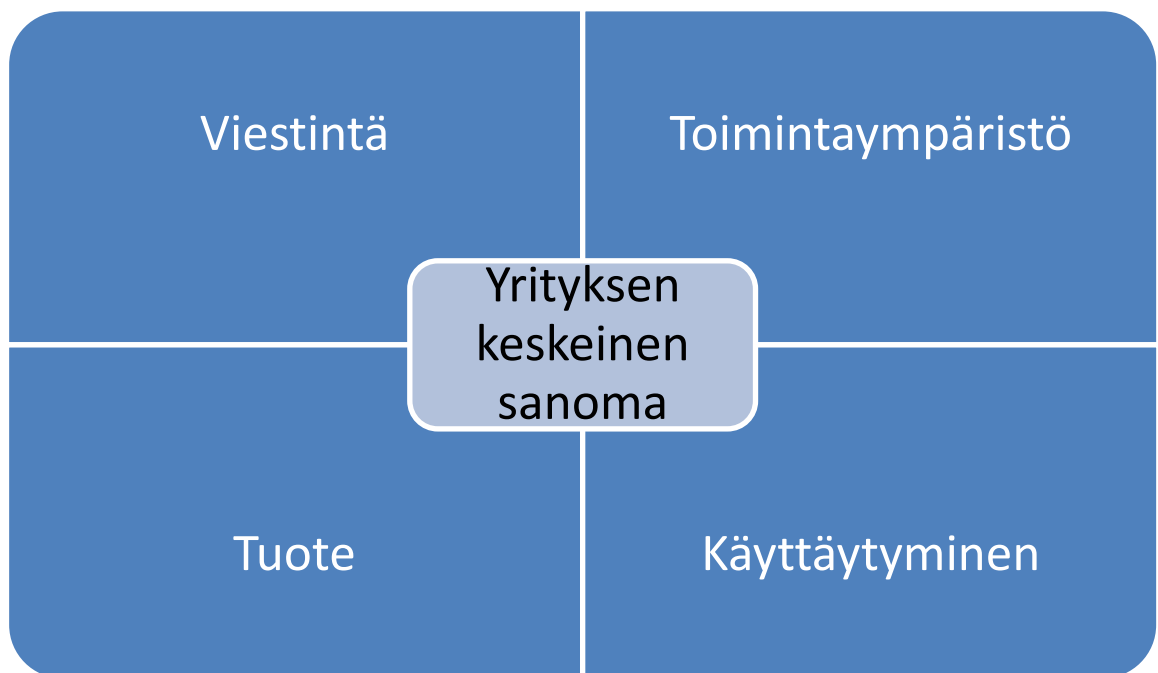 Viestintä
Toimintaympäristö
Yrityksen
keskeinen
sanoma
Tuote
Käyttäytyminen